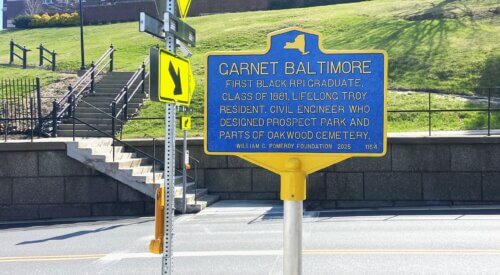 GARNET BALTIMORE
FIRST BLACK RPI GRADUATE,
CLASS OF 1881. LIFELONG TROY
RESIDENT, CIVIL ENGINEER WHO
DESIGNED PROSPECT PARK AND
PARTS OF OAKWOOD CEMETERY.
WILLIAM G. POMEROY FOUNDATION 2025 1154